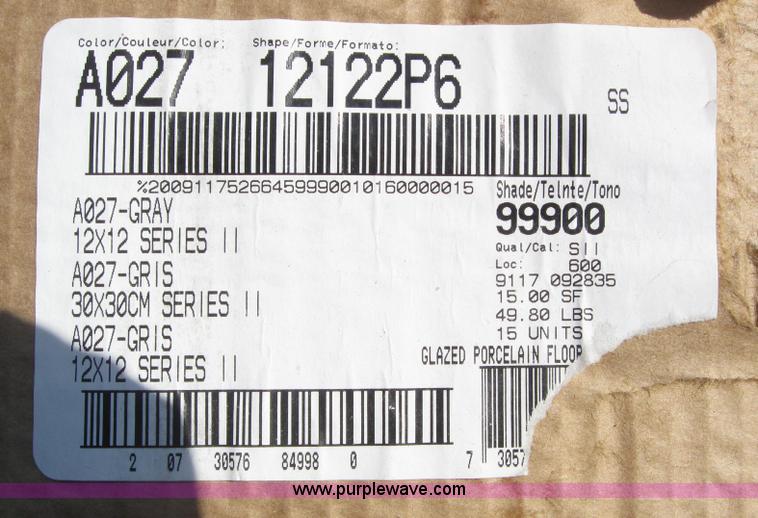 Color/Couleur/Color: Shape/Forme/Formato:
A027 12122P6
SS
%2009117526645999001016000015
Shade/Teinte/Tono
99900
A027-GRAY
12X12 SERIES II
Qual/Cal: SII
Loc: 600
A027-GRIS
9117 092835
30X30CM SERIES II
15.00 SF
49.80 LBS
A027-GRIS
15 UNITS
12X12 SERIES II
GLAZED PORCELAIN FLOOR
2 07 30576 84998 0
7 3057
www.purplewave.com